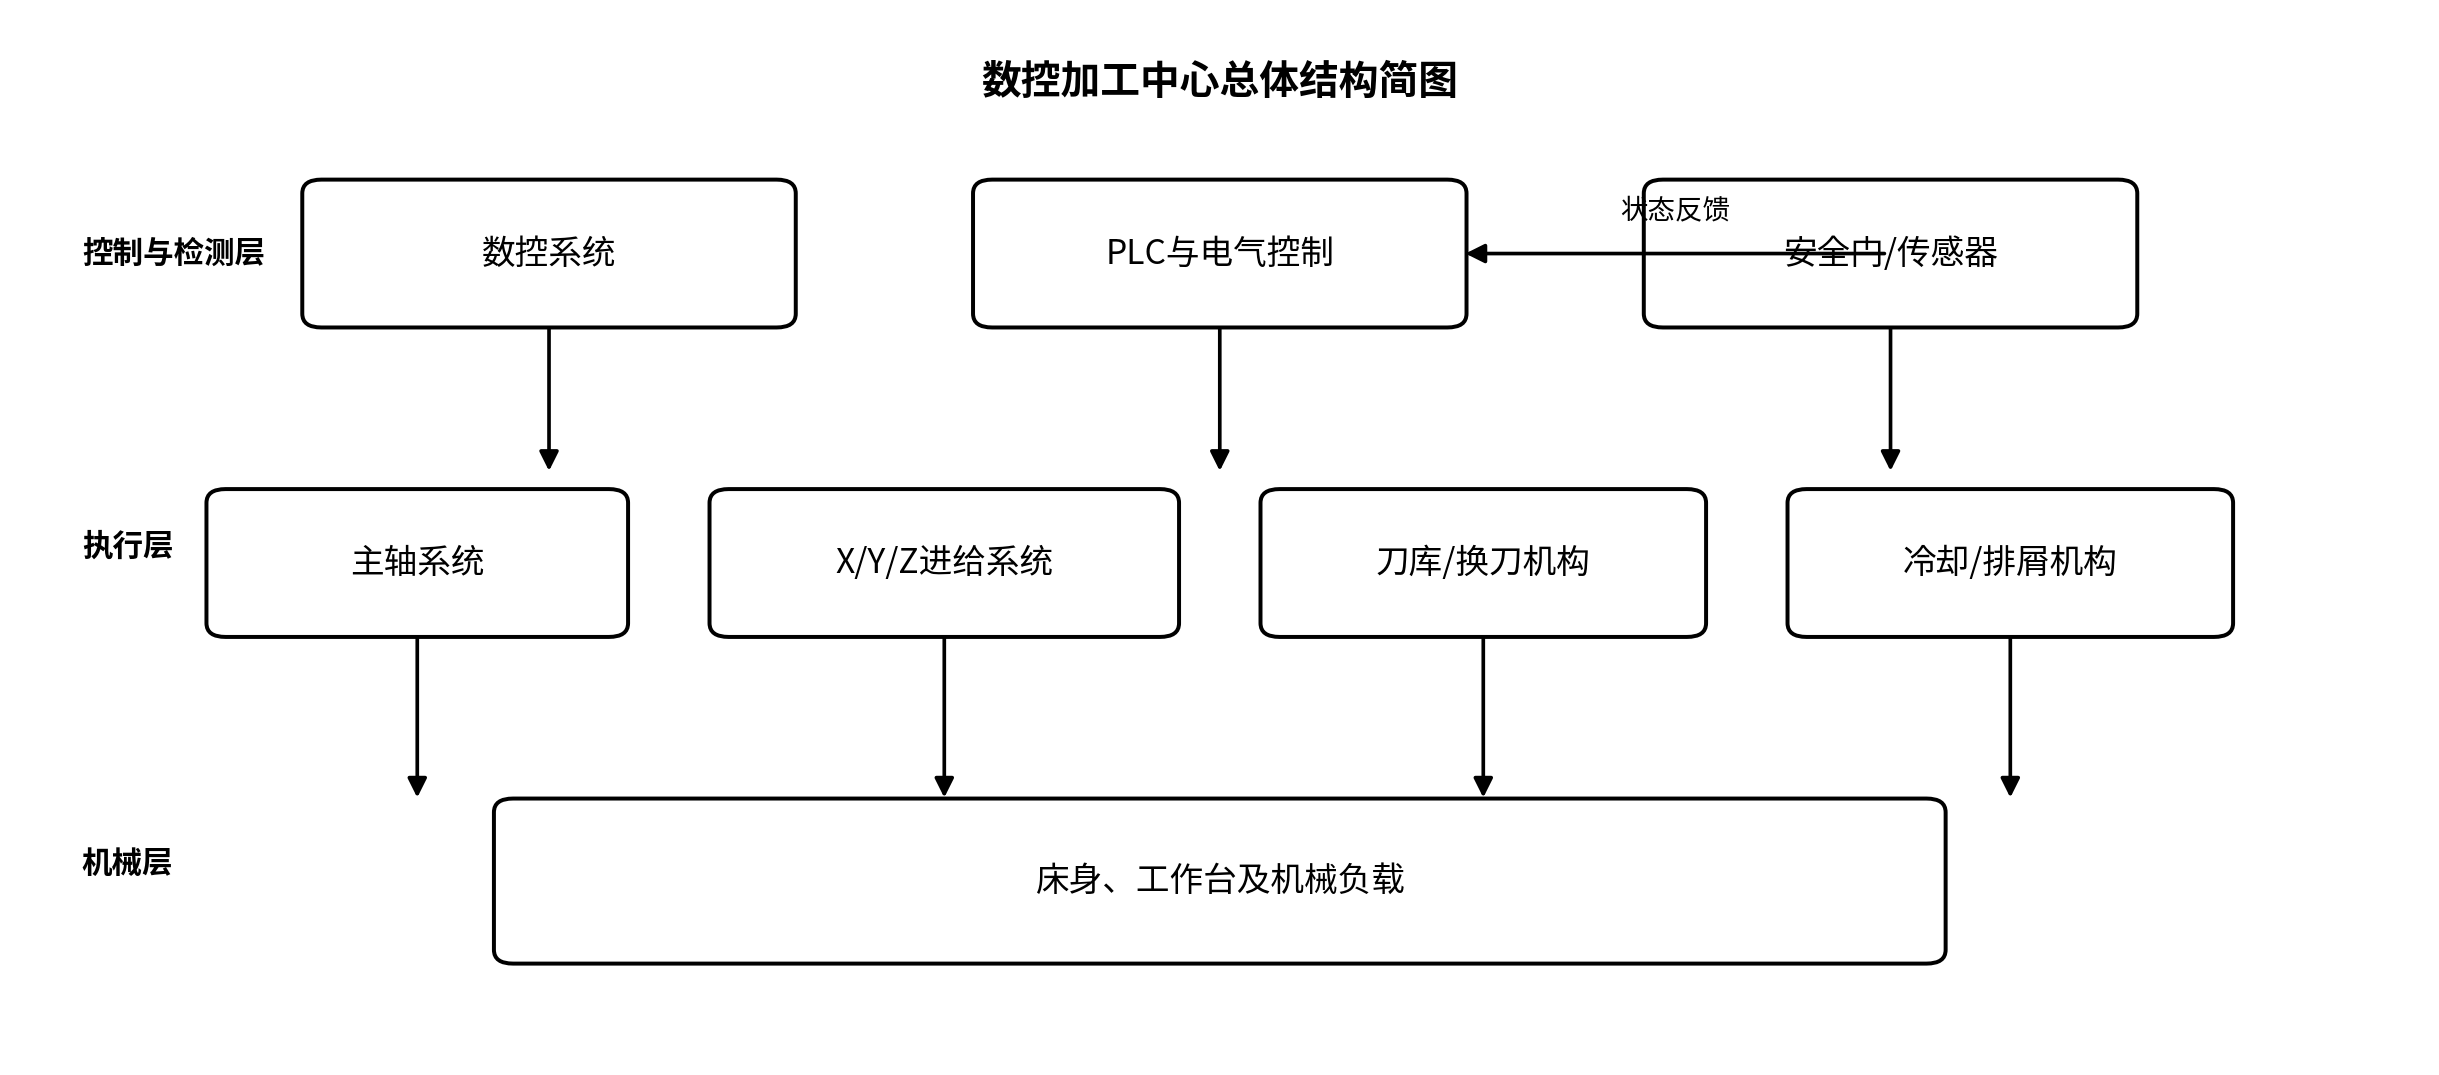 数控加工中心总体结构简图
控制与检测层
数控系统
PLC与电气控制
状态反馈
安全门/传感器
执行层
主轴系统
X/Y/Z进给系统
刀库/换刀机构
冷却/排屑机构
机械层
床身、工作台及机械负载